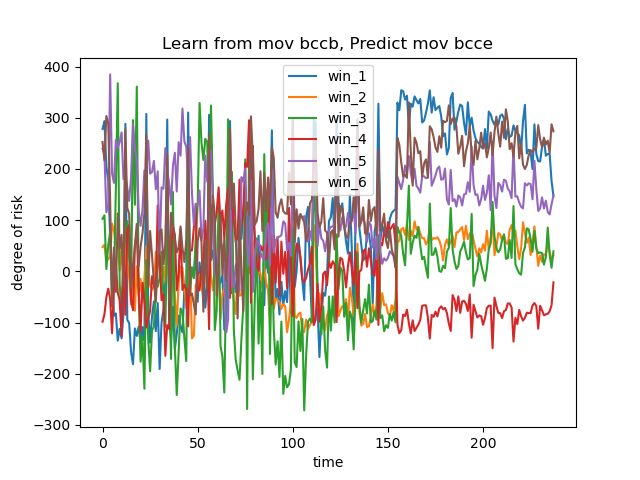 Learn from mov bccb, Predict mov bcce
degree of risk
400
300
200
100
0
−100
−200
−300
win_1
win_2
win_3
win_4
win_5
win_6
0
50
100
150
200
time